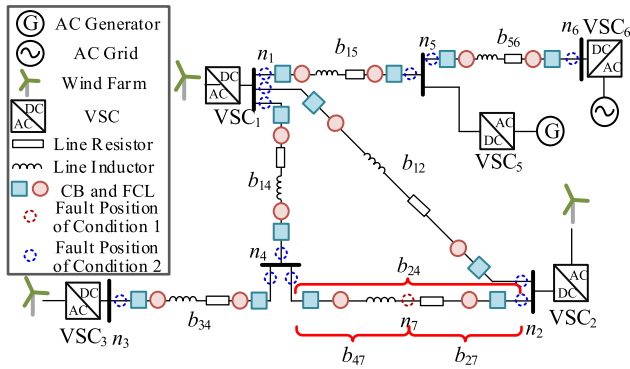 G AC Generator
AC Grid
Wind Farm
DC AC VSC
Line Resistor
Line Inductor
CB and FCL
Fault Position
of Condition 1
Fault Position
of Condition 2
n1
b15
n5
b56
n6
VSC6
DC AC
DC AC
VSC1
DC AC
VSC5
G
b14
b12
n4
b24
AC DC
VSC2
n2
DC AC
VSC3
n3
b34
n7
b47
b27